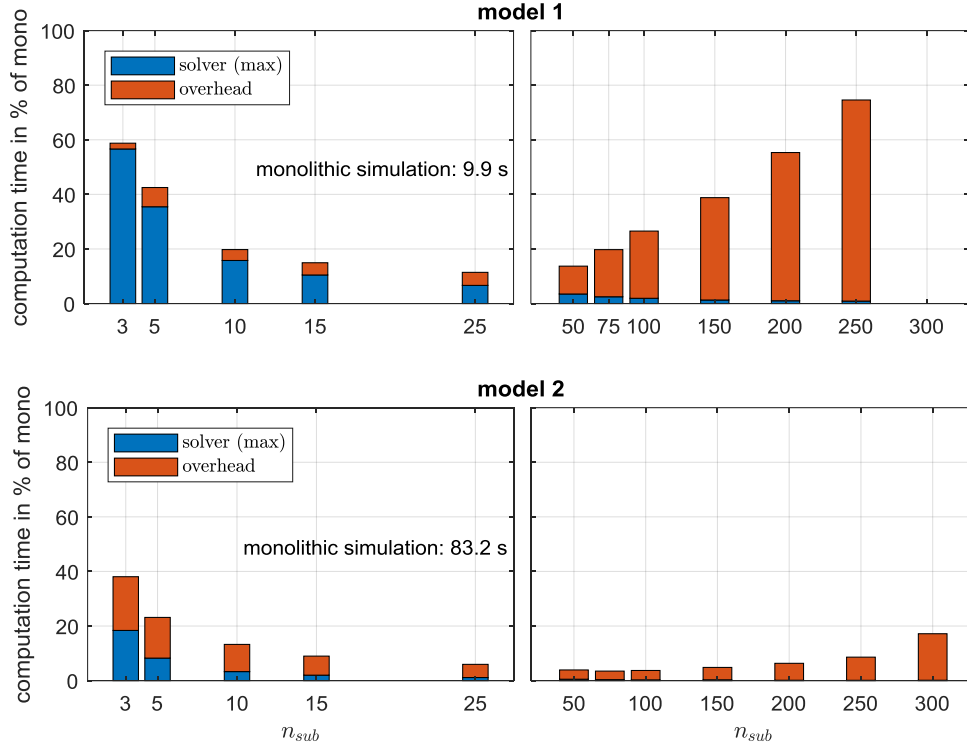 model 1
computation time in % of mono
100
80
60
40
20
0
solver (max)
overhead
monolithic simulation: 9.9 s
3 5 10 15 25 50 75 100 150 200 250 300
model 2
computation time in % of mono
100
80
60
40
20
0
solver (max)
overhead
monolithic simulation: 83.2 s
3 5 10 15 25 50 100 150 200 250 300
n_sub n_sub